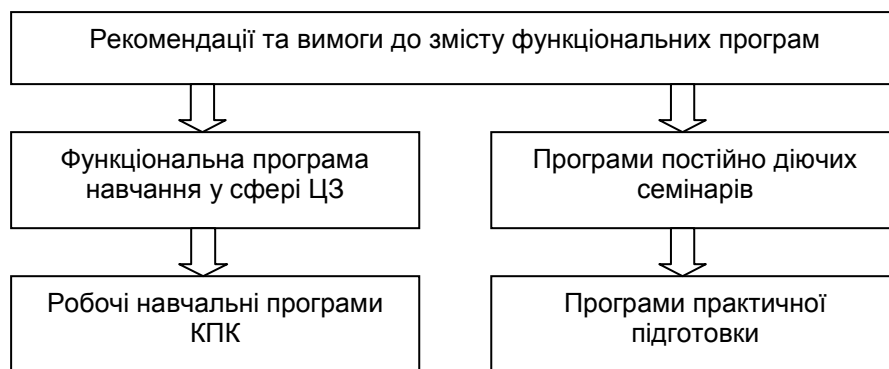 Рекомендації та вимоги до змісту функціональних програм
Функціональна програма
навчання у сфері ЦЗ
Програми постійно діючих
семінарів
Робочі навчальні програми
КПК
Програми практичної
підготовки